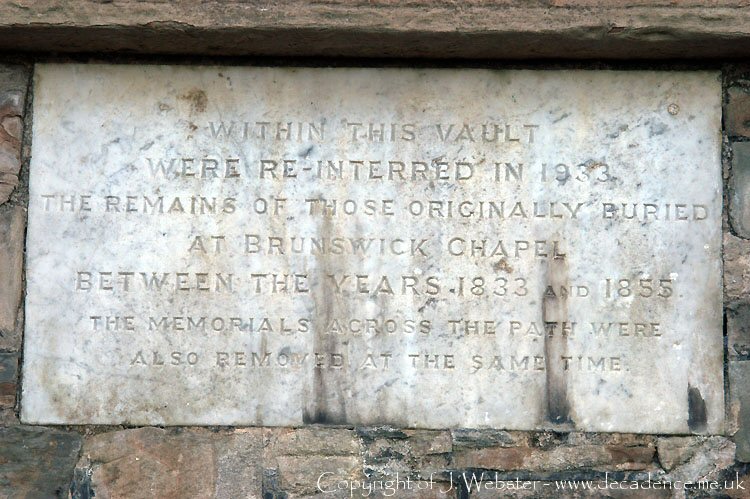 WITHIN THIS VAULT
WERE RE-INTERRED IN 1933
THE REMAINS OF THOSE ORIGINALLY BURIED
AT BRUNSWICK CHAPEL
BETWEEN THE YEARS 1833 AND 1855.
THE MEMORIALS ACROSS THE PATH WERE
ALSO REMOVED AT THE SAME TIME.
Copyright of J Webster - www.decadence.me.uk